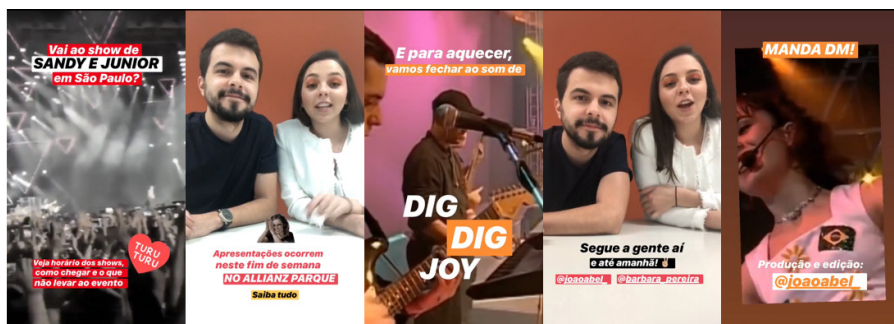 Vai ao show de
SANDY E JUNIOR
em São Paulo?
TURU
TURU
Veja horário dos shows,
como chegar e o que
não levar ao evento
Apresentações ocorrem
neste fim de semana
NO ALLIANZ PARQUE
Saiba tudo
E para aquecer,
vamos fechar ao som de
DIG
DIG
JOY
Segue a gente aí
e até amanhã! ✌🏼
@joaoabel_ @barbara_pereira
MANDA DM!
Produção e edição:
@joaoabel_